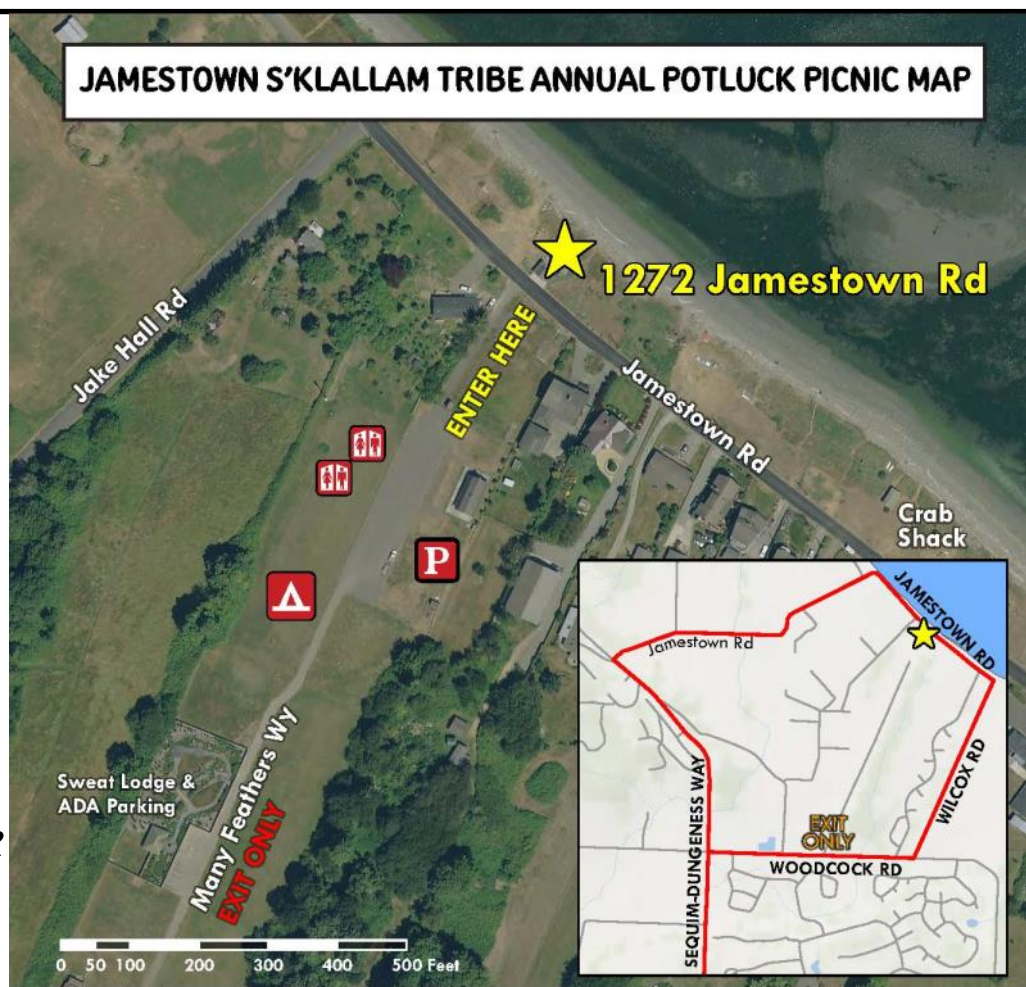 JAMESTOWN S'KLALLAM TRIBE ANNUAL POTLUCK PICNIC MAP
1272 Jamestown Rd
Jake Hall Rd
ENTER HERE
Jamestown Rd
P
Crab
Shack
Sweat Lodge &
ADA Parking
Many Feathers Wy
EXIT ONLY
0 50 100 200 300 400 500 Feet
JAMESTOWN RD
Jamestown Rd
WILCOX RD
SEQUIM-DUNGENESS WAY
EXIT
ONLY
WOODCOCK RD